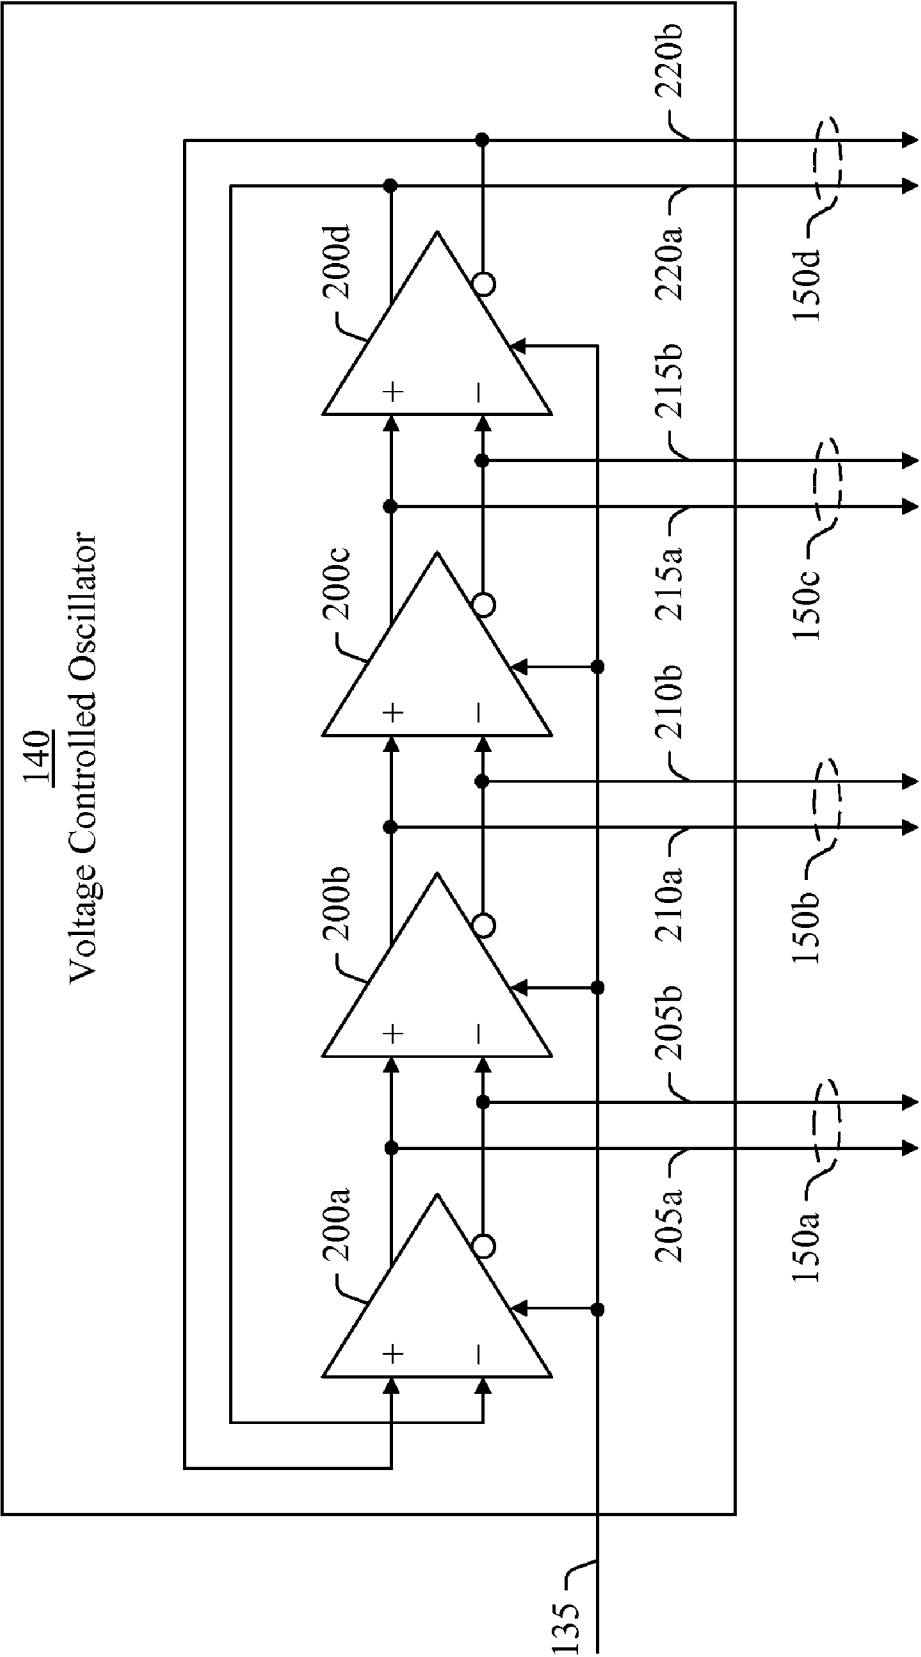 140
Voltage Controlled Oscillator
200a
200b
200c
200d
+
−
+
−
+
−
+
−
135
205a
205b
210a
210b
215a
215b
220a
220b
150a
150b
150c
150d